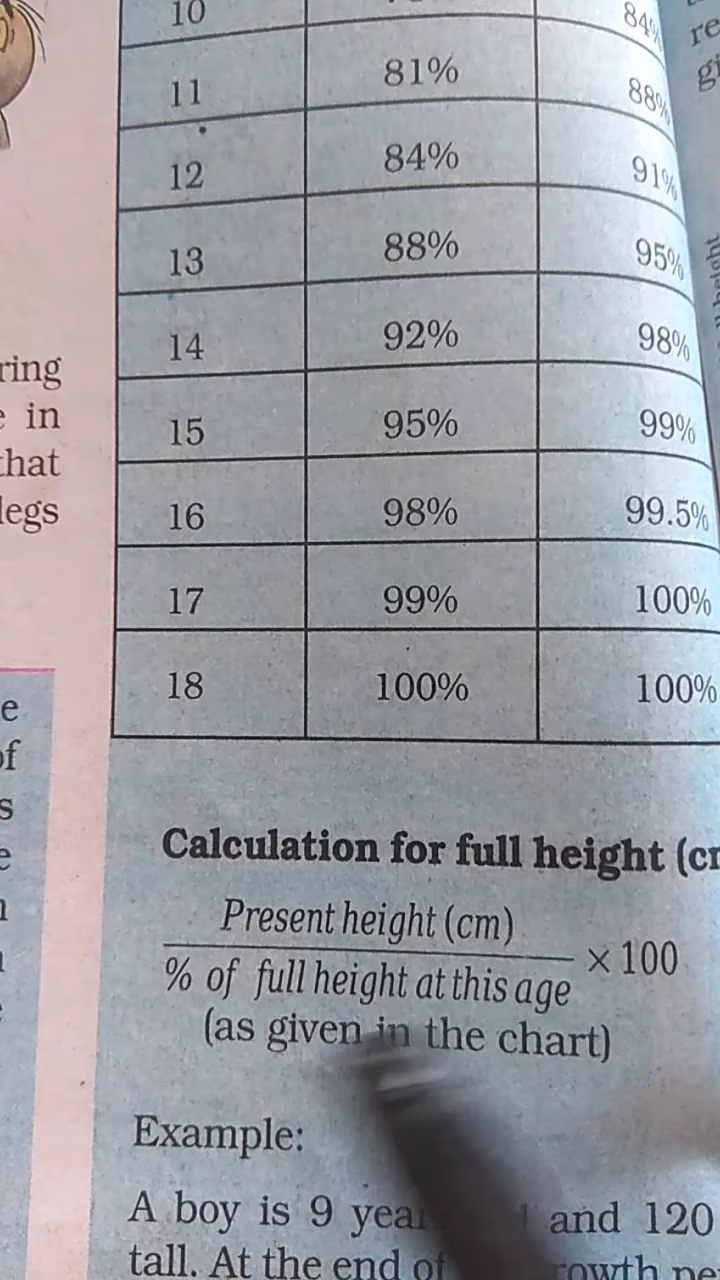 10 84%
11 81% 88%
12 84% 91%
13 88% 95%
14 92% 98%
15 95% 99%
16 98% 99.5%
17 99% 100%
18 100% 100%
ring
in
that
legs
Calculation for full height
Present height (cm)
× 100
% of full height at this age
(as given in the chart)
Example:
A boy is 9 and 120
tall. At the end of